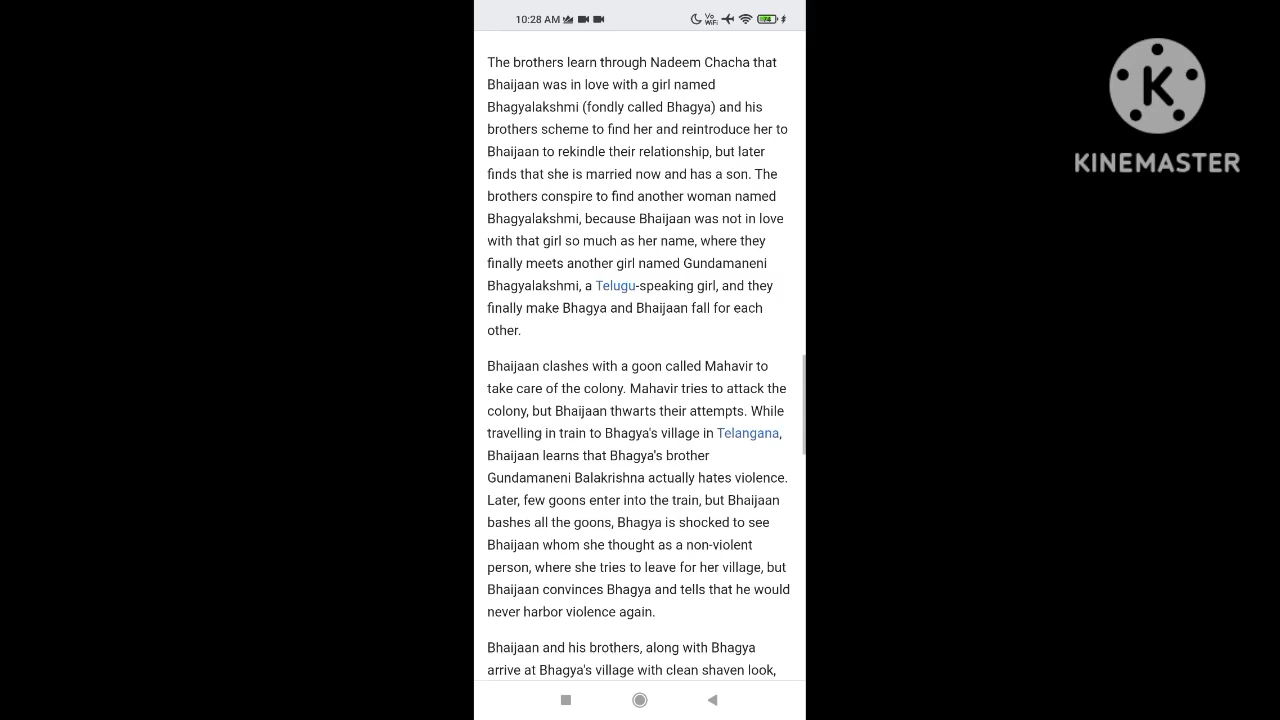 10:28 AM
Vo WiFi
74
The brothers learn through Nadeem Chacha that
Bhaijaan was in love with a girl named
Bhagyalakshmi (fondly called Bhagya) and his
brothers scheme to find her and reintroduce her to
Bhaijaan to rekindle their relationship, but later
finds that she is married now and has a son. The
brothers conspire to find another woman named
Bhagyalakshmi, because Bhaijaan was not in love
with that girl so much as her name, where they
finally meets another girl named Gundamaneni
Bhagyalakshmi, a Telugu-speaking girl, and they
finally make Bhagya and Bhaijaan fall for each
other.
Bhaijaan clashes with a goon called Mahavir to
take care of the colony. Mahavir tries to attack the
colony, but Bhaijaan thwarts their attempts. While
travelling in train to Bhagya's village in Telangana,
Bhaijaan learns that Bhagya's brother
Gundamaneni Balakrishna actually hates violence.
Later, few goons enter into the train, but Bhaijaan
bashes all the goons, Bhagya is shocked to see
Bhaijaan whom she thought as a non-violent
person, where she tries to leave for her village, but
Bhaijaan convinces Bhagya and tells that he would
never harbor violence again.
Bhaijaan and his brothers, along with Bhagya
arrive at Bhagya's village with clean shaven look,
K
KINEMASTER